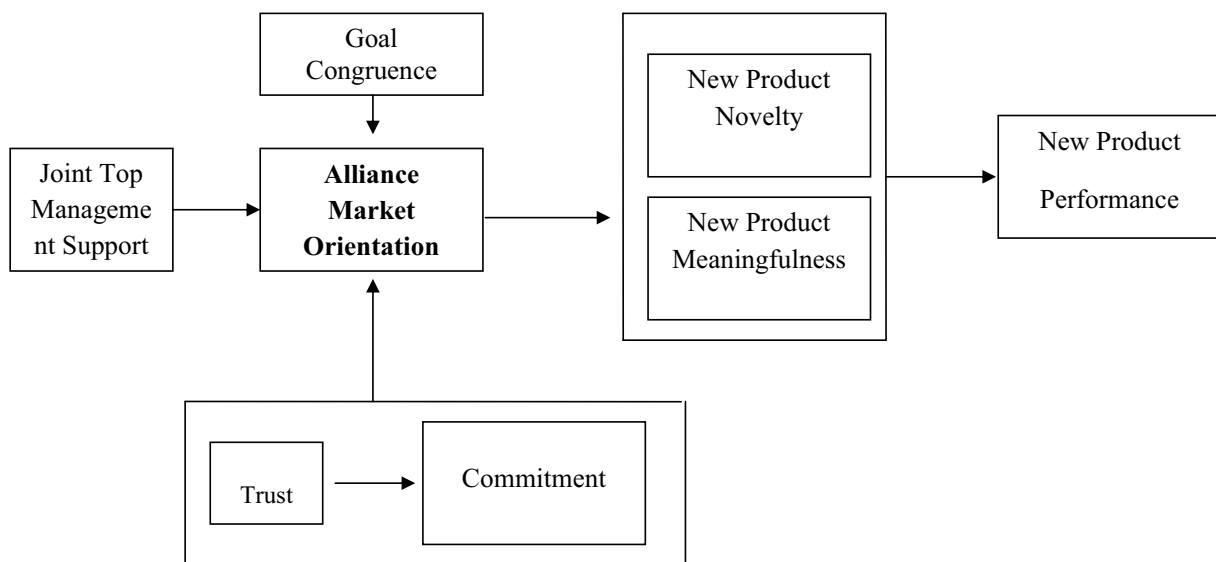 Goal
Congruence
Joint Top
Manageme
nt Support
Alliance
Market
Orientation
New Product
Novelty
New Product
Meaningfulness
New Product
Performance
Trust
Commitment